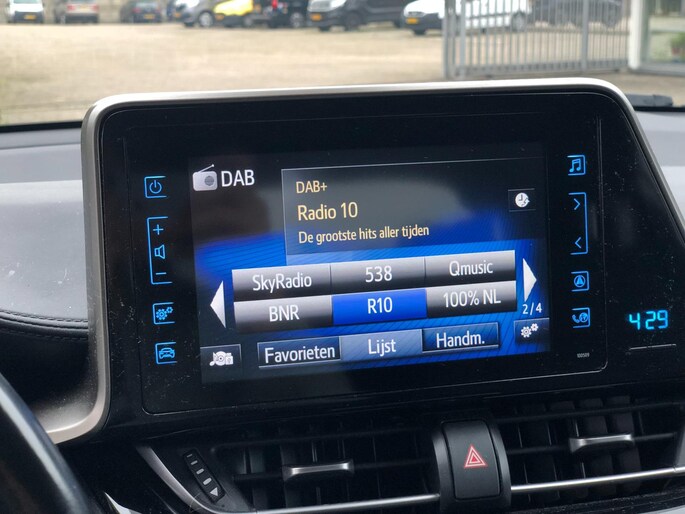 DAB
DAB+
Radio 10
De grootste hits aller tijden
SkyRadio 538 Qmusic
BNR R10 100% NL
2/4
Favorieten Lijst Handm.
4:29